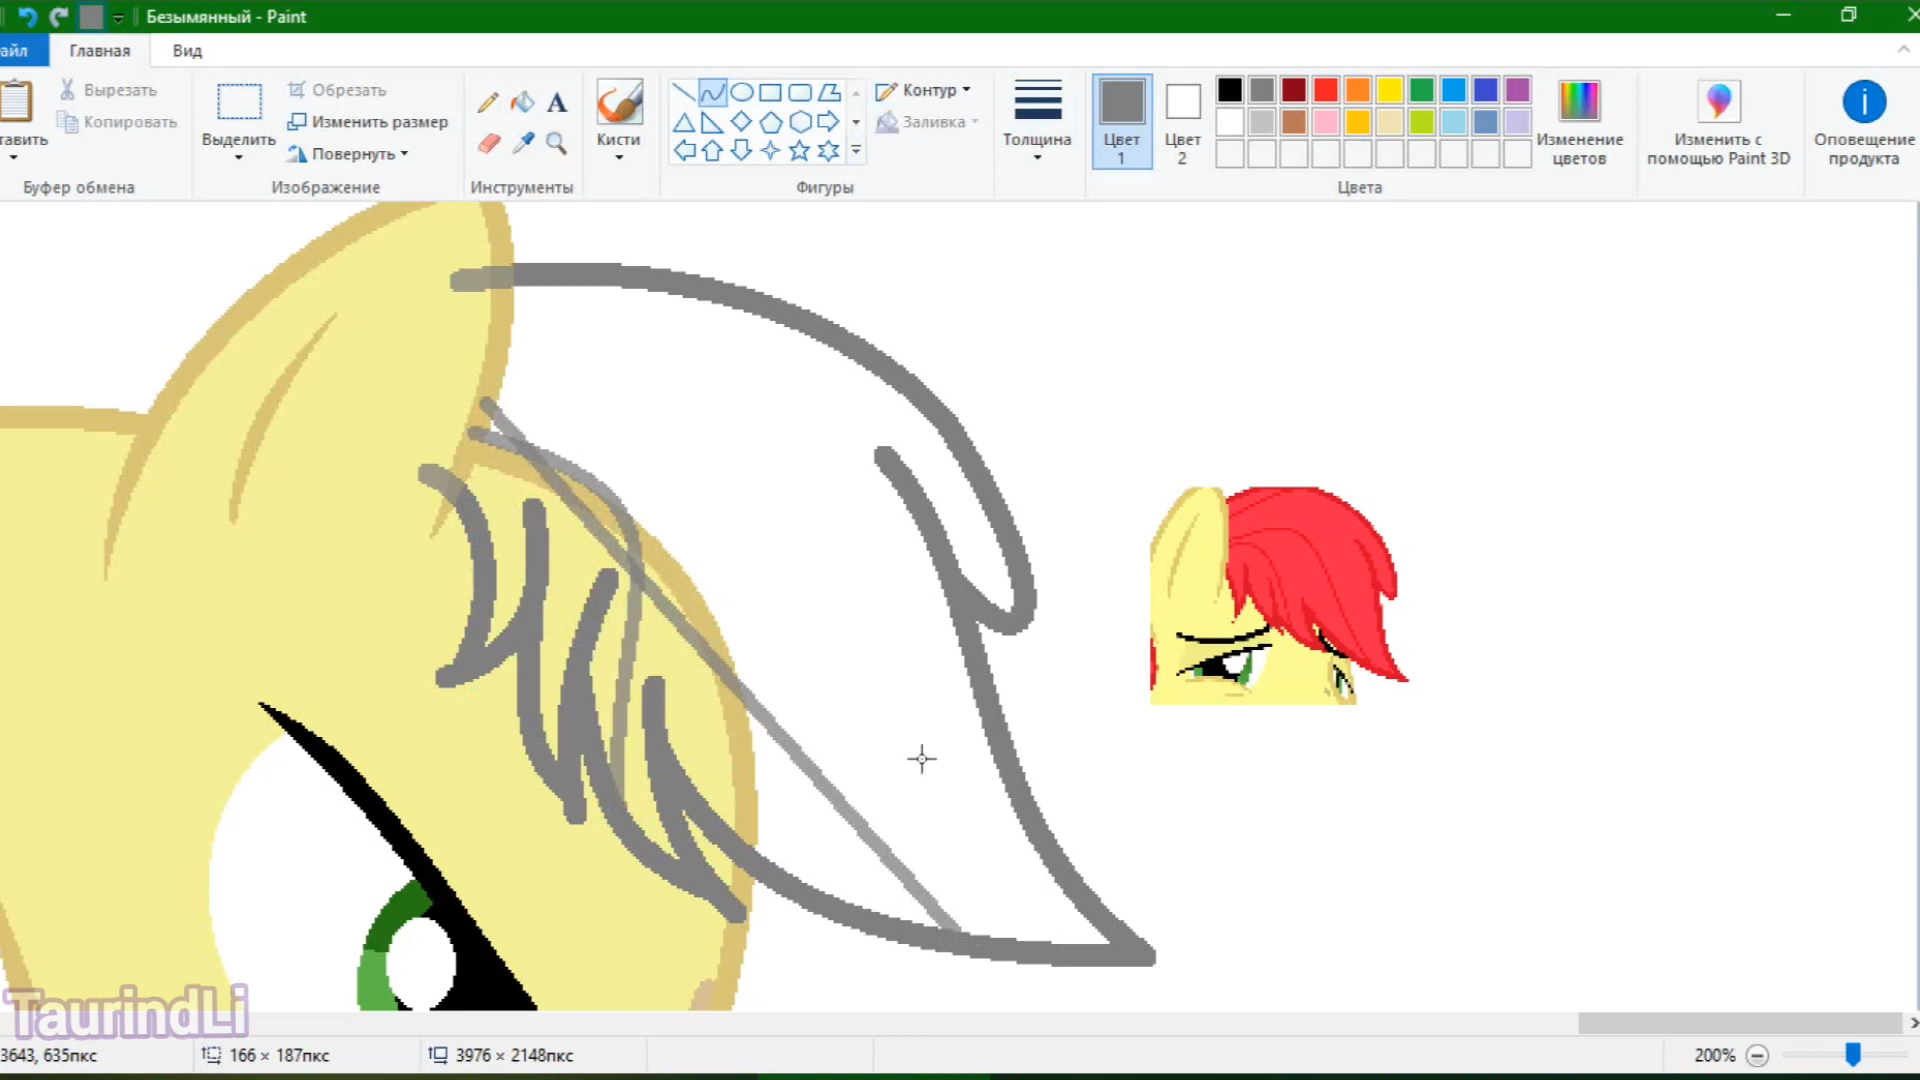 Безымянный - Paint
айл Главная Вид
тавить
Вырезать
Копировать
Буфер обмена
Выделить
Обрезать
Изменить размер
Повернуть
Изображение
A
Инструменты
Кисти
Контур
Заливка
Фигуры
Толщина
Цвет
1
Цвет
2
Изменение
цветов
Цвета
Изменить с
помощью Paint 3D
Оповещение
продукта
TaurindLi
3643, 635пкс 166 × 187пкс 3976 × 2148пкс 200%